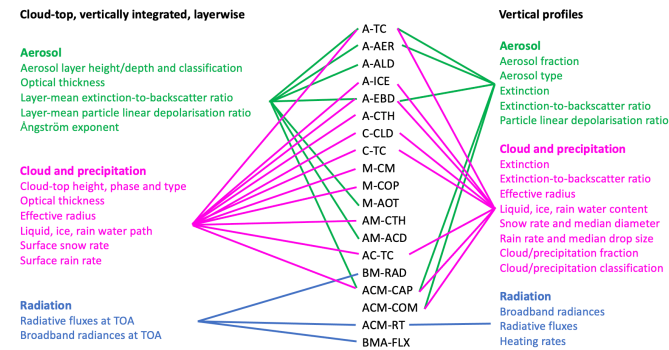 Cloud-top, vertically integrated, layerwise
Aerosol
Aerosol layer height/depth and classification
Optical thickness
Layer-mean extinction-to-backscatter ratio
Layer-mean particle linear depolarisation ratio
Ångström exponent
Cloud and precipitation
Cloud-top height, phase and type
Optical thickness
Effective radius
Liquid, ice, rain water path
Surface snow rate
Surface rain rate
Radiation
Radiative fluxes at TOA
Broadband radiances at TOA
A-TC
A-AER
A-ALD
A-ICE
A-EBD
A-CTH
C-CLD
C-TC
M-CM
M-COP
M-AOT
AM-CTH
AM-ACD
AC-TC
BM-RAD
ACM-CAP
ACM-COM
ACM-RT
BMA-FLX
Vertical profiles
Aerosol
Aerosol fraction
Aerosol type
Extinction
Extinction-to-backscatter ratio
Particle linear depolarisation ratio
Cloud and precipitation
Extinction
Extinction-to-backscatter ratio
Effective radius
Liquid, ice, rain water content
Snow rate and median diameter
Rain rate and median drop size
Cloud/precipitation fraction
Cloud/precipitation classification
Radiation
Broadband radiances
Radiative fluxes
Heating rates